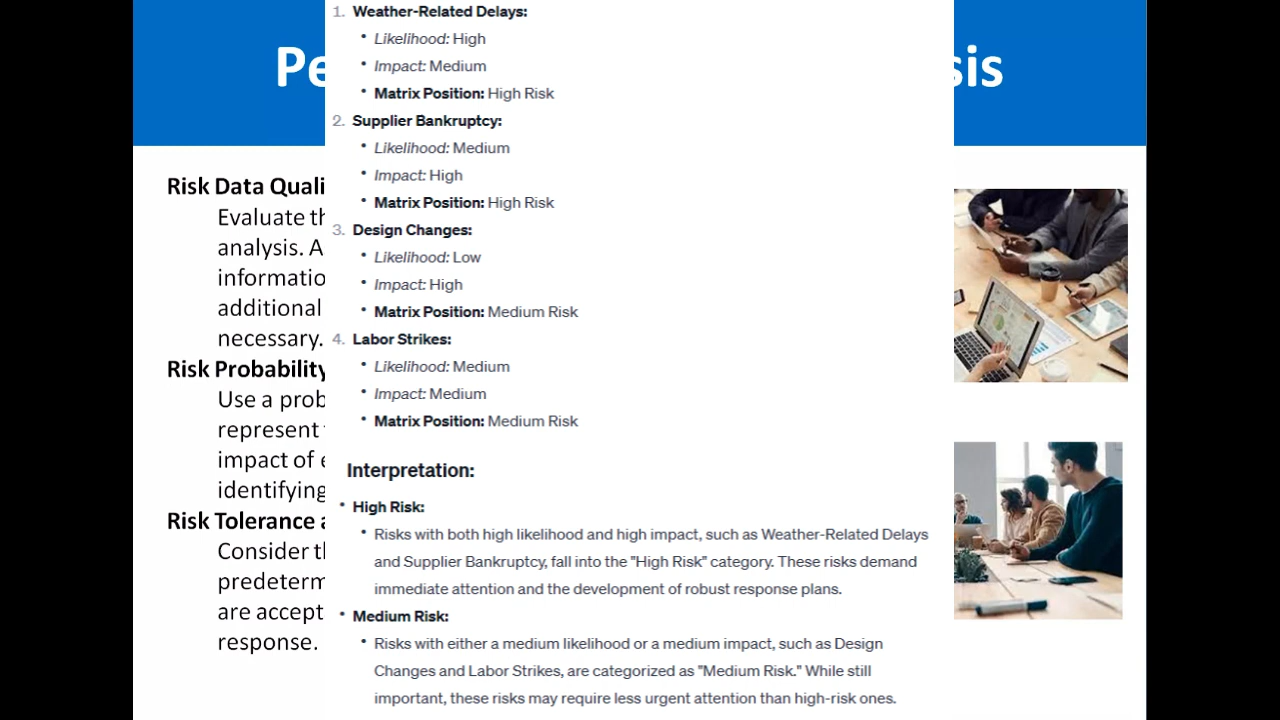 Pe
sis
1. Weather-Related Delays:
• Likelihood: High
• Impact: Medium
• Matrix Position: High Risk
2. Supplier Bankruptcy:
• Likelihood: Medium
• Impact: High
• Matrix Position: High Risk
3. Design Changes:
• Likelihood: Low
• Impact: High
• Matrix Position: Medium Risk
4. Labor Strikes:
• Likelihood: Medium
• Impact: Medium
• Matrix Position: Medium Risk
Interpretation:
• High Risk:
• Risks with both high likelihood and high impact, such as Weather-Related Delays
and Supplier Bankruptcy, fall into the "High Risk" category. These risks demand
immediate attention and the development of robust response plans.
• Medium Risk:
• Risks with either a medium likelihood or a medium impact, such as Design
Changes and Labor Strikes, are categorized as "Medium Risk." While still
important, these risks may require less urgent attention than high-risk ones.
Risk Data Quali
Evaluate th
analysis. A
informatio
additional
necessary.
Risk Probability
Use a prob
represent
impact of e
identifying
Risk Tolerance a
Consider th
predeterm
are accept
response.